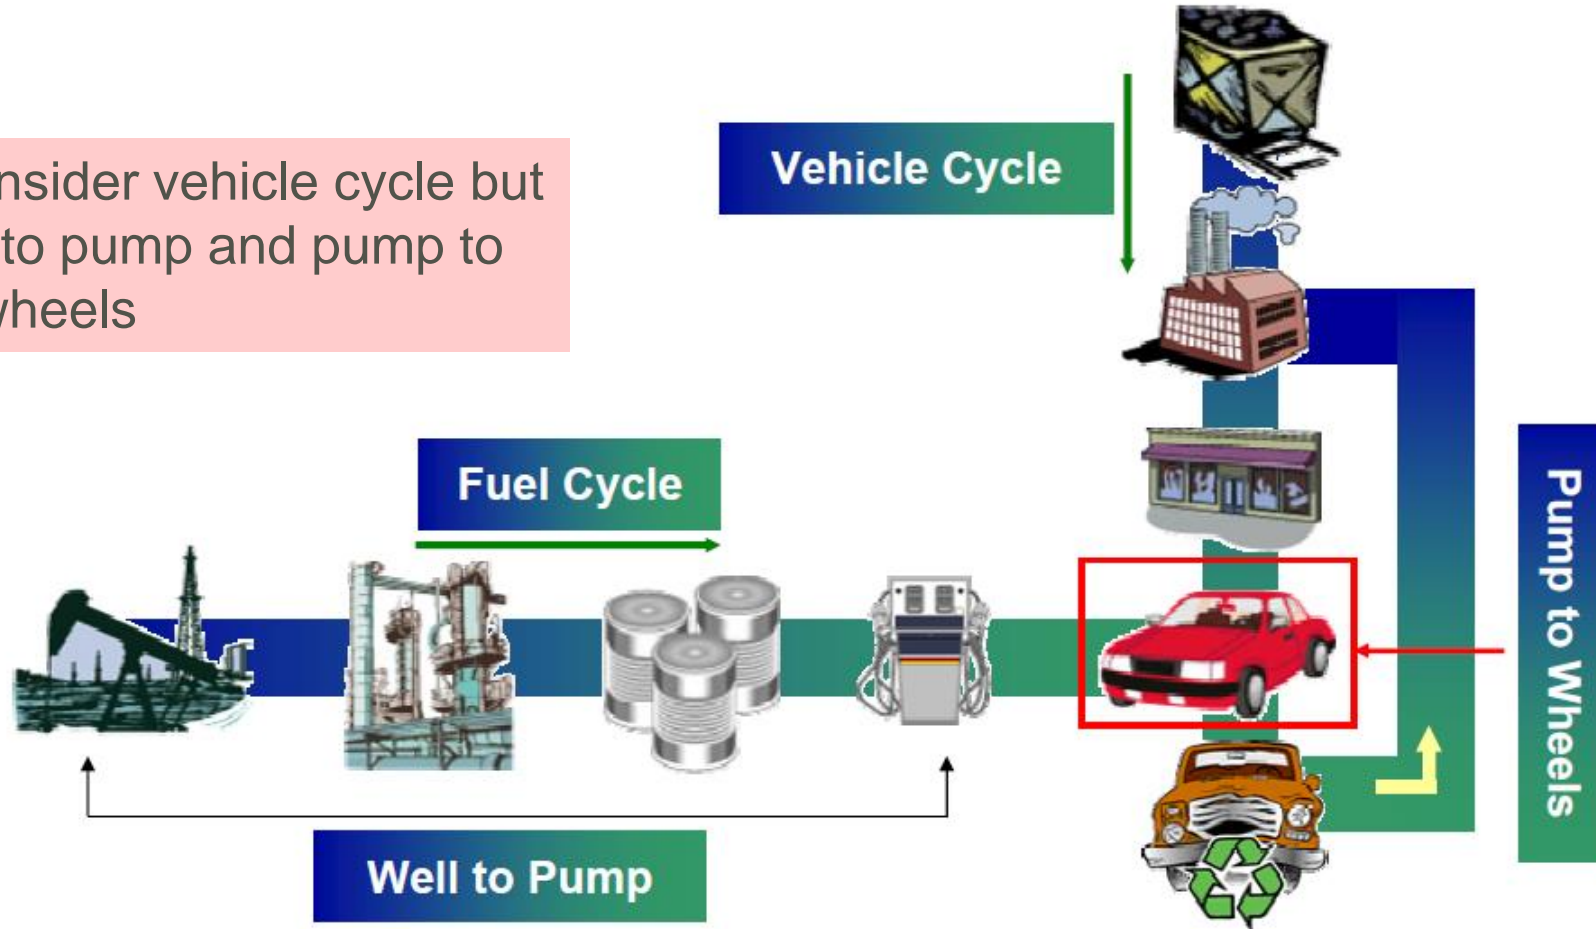 nsider vehicle cycle but
to pump and pump to
wheels
Vehicle Cycle
Fuel Cycle
Well to Pump
Pump to Wheels